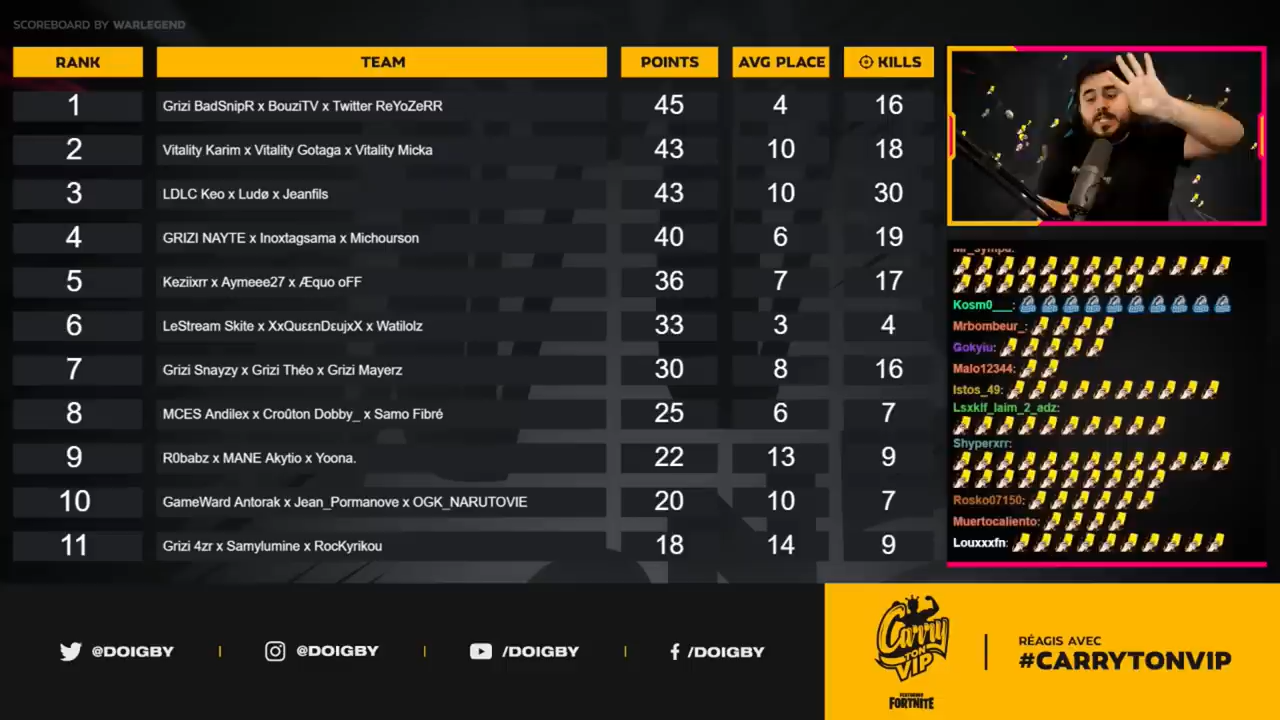 SCOREBOARD BY WARLEGEND
RANK TEAM POINTS AVG PLACE KILLS
1 Grizi BadSnipR x BouziTV x Twitter ReYoZeRR 45 4 16
2 Vitality Karim x Vitality Gotaga x Vitality Micka 43 10 18
3 LDLC Keo x Ludø x Jeanfils 43 10 30
4 GRIZI NAYTE x Inoxtagsama x Michourson 40 6 19
5 Keziixrr x Aymeee27 x Æquo oFF 36 7 17
6 LeStream Skite x XxQuεεnDεujxX x Watilolz 33 3 4
7 Grizi Snayzy x Grizi Théo x Grizi Mayerz 30 8 16
8 MCES Andilex x Croûton Dobby_ x Samo Fibré 25 6 7
9 R0babz x MANE Akytio x Yoona. 22 13 9
10 GameWard Antorak x Jean_Pormanove x OGK_NARUTOVIE 20 10 7
11 Grizi 4zr x Samylumine x RocKyrikou 18 14 9
Mr_sympa:
Kosm0___:
Mrbombeur_:
Gokyiu:
Malo12344:
Istos_49:
Lsxklf_laim_2_adz:
Shyperxrr:
Rosko07150:
Muertocaliento:
Louxxxfn:
@DOIGBY
@DOIGBY
/DOIGBY
/DOIGBY
Carry
TON
VIP
FORTNITE
RÉAGIS AVEC
#CARRYTONVIP